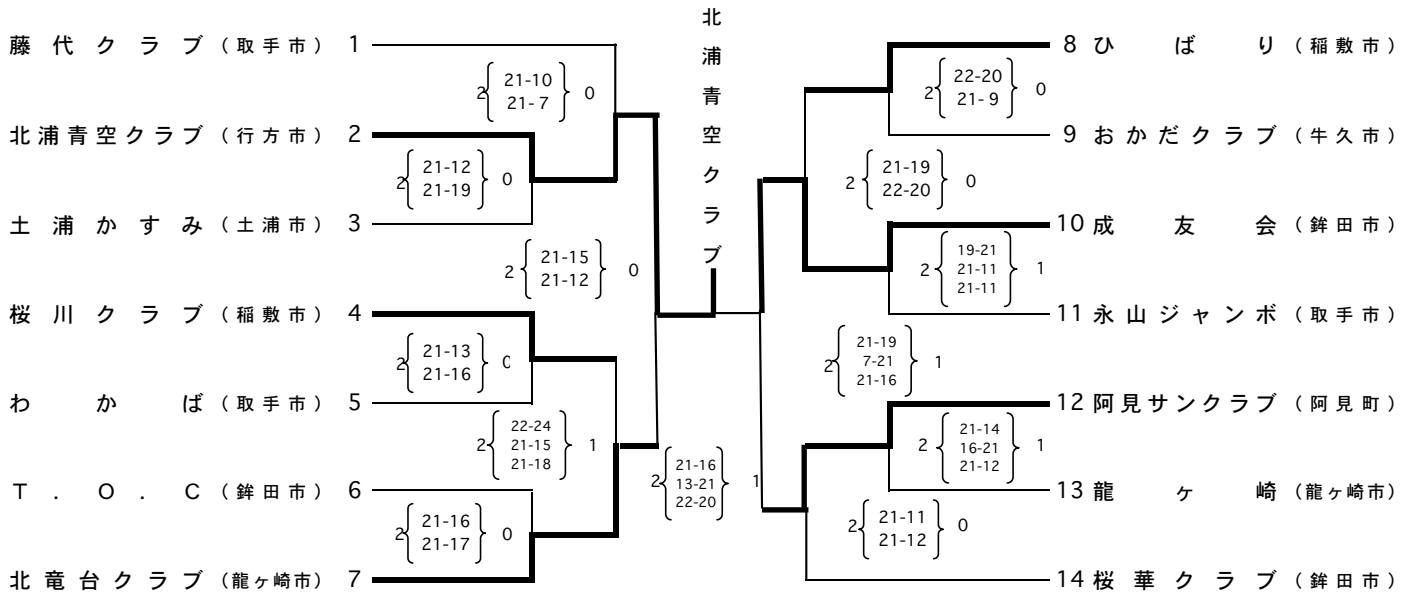 北浦青空クラブ
藤代クラブ（取手市） 1
2 21-10 0
21- 7
北浦青空クラブ（行方市） 2
2 21-12 0
21-19
土浦かすみ（土浦市） 3
2 21-15 0
21-12
桜川クラブ（稲敷市） 4
2 21-13 0
21-16
わかば（取手市） 5
2 22-24 1
21-15
21-18
T．O．C（鉾田市） 6
2 21-16 0
21-17
北竜台クラブ（龍ヶ崎市） 7
2 21-16 1
13-21
22-20
8 ひばり（稲敷市）
2 22-20 0
21- 9
9 おかだクラブ（牛久市）
2 21-19 0
22-20
10 成友会（鉾田市）
2 19-21 1
21-11
21-11
11 永山ジャンボ（取手市）
2 21-19 1
7-21
21-16
12 阿見サンクラブ（阿見町）
2 21-14 1
16-21
21-12
13 龍ヶ崎（龍ヶ崎市）
2 21-11 0
21-12
14 桜華クラブ（鉾田市）